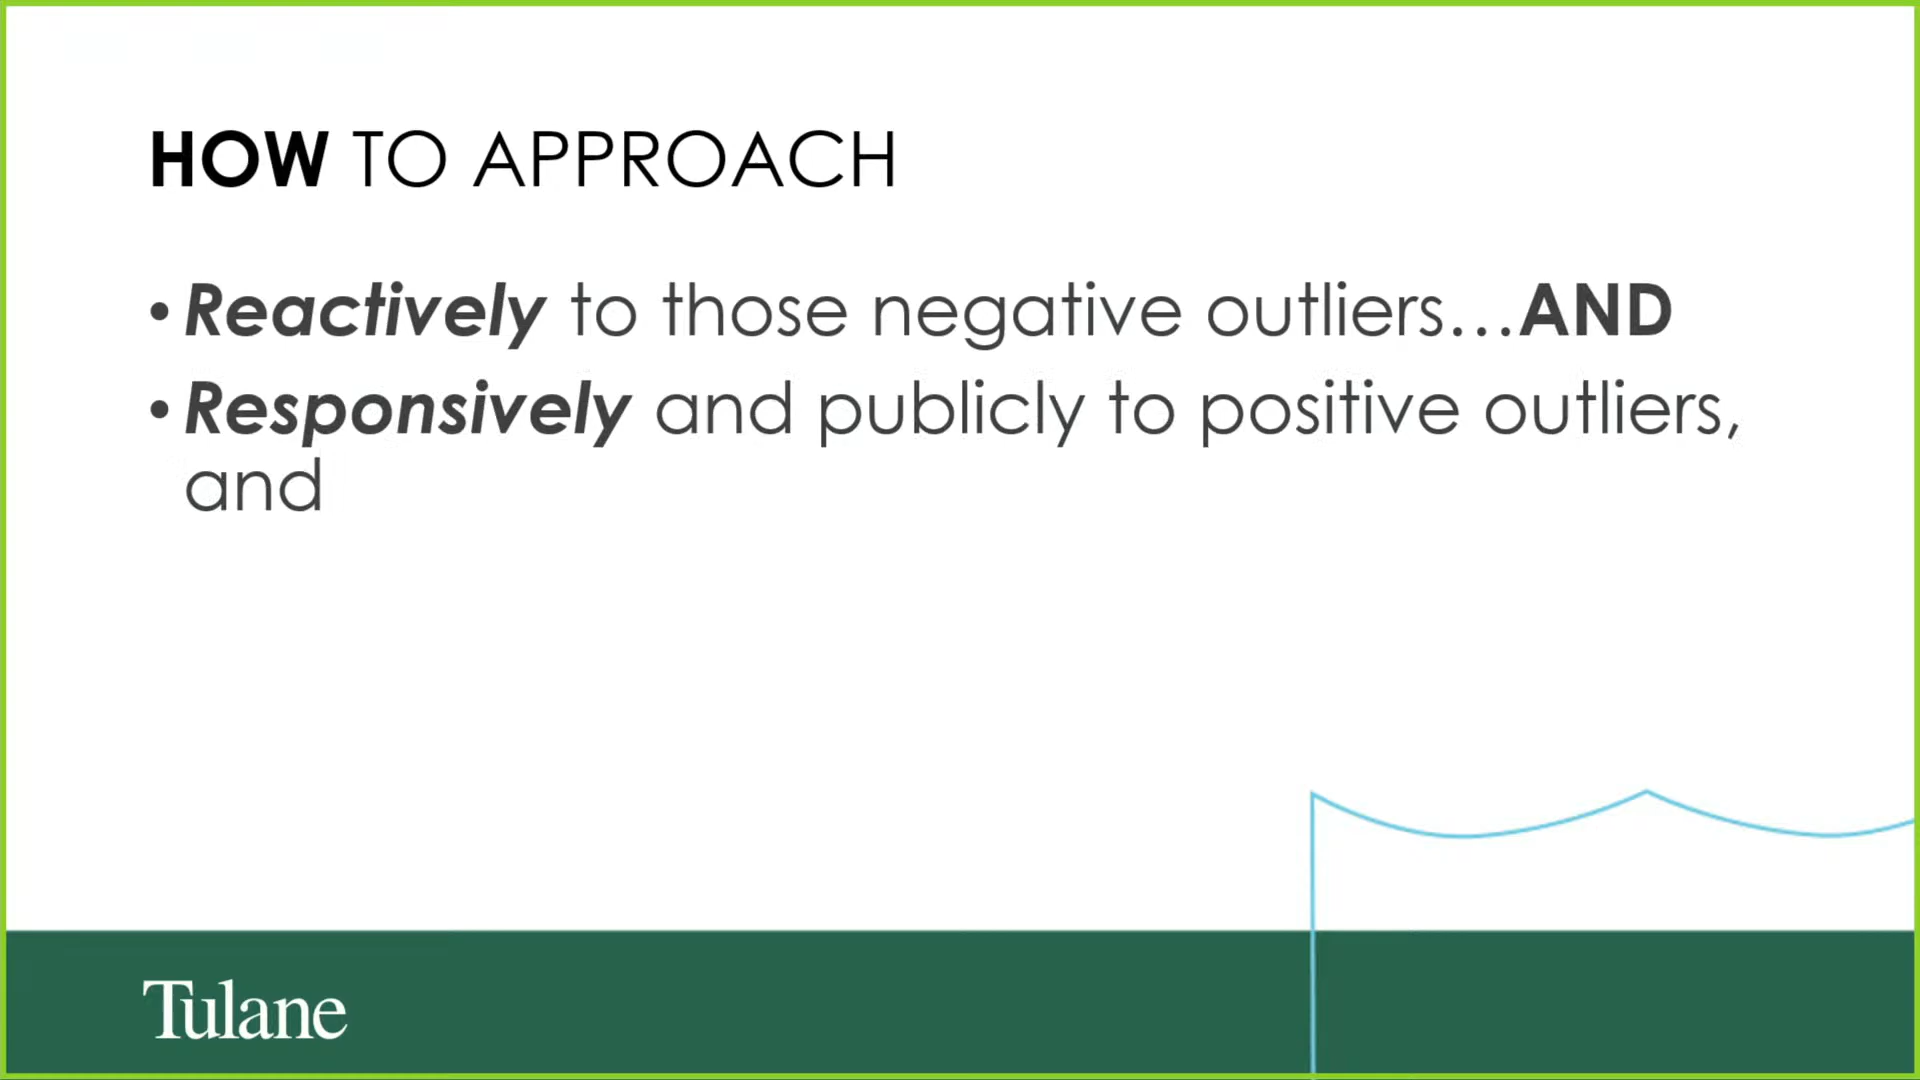 HOW TO APPROACH
• Reactively to those negative outliers…AND
• Responsively and publicly to positive outliers,
and
Tulane